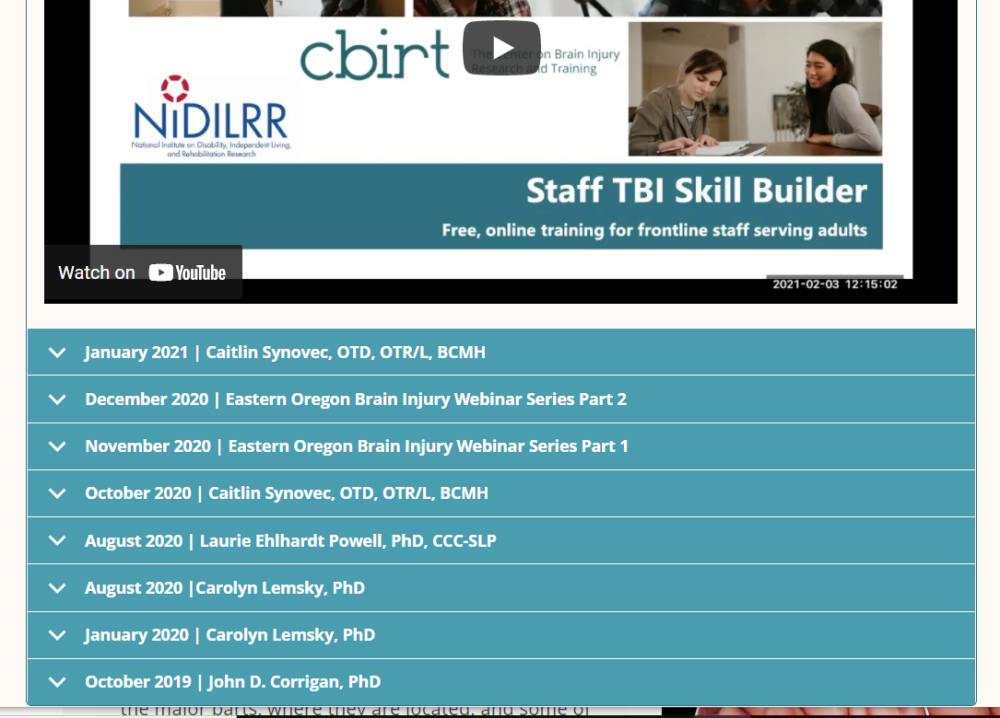 cbirt
The Center on Brain Injury
Research and Training
NIDILRR
National Institute on Disability, Independent Living,
and Rehabilitation Research
Staff TBI Skill Builder
Free, online training for frontline staff serving adults
Watch on YouTube
2021-02-03 12:15:02
January 2021 | Caitlin Synovec, OTD, OTR/L, BCMH
December 2020 | Eastern Oregon Brain Injury Webinar Series Part 2
November 2020 | Eastern Oregon Brain Injury Webinar Series Part 1
October 2020 | Caitlin Synovec, OTD, OTR/L, BCMH
August 2020 | Laurie Ehlhardt Powell, PhD, CCC-SLP
August 2020 |Carolyn Lemsky, PhD
January 2020 | Carolyn Lemsky, PhD
October 2019 | John D. Corrigan, PhD
the major parts, where they are located, and some of